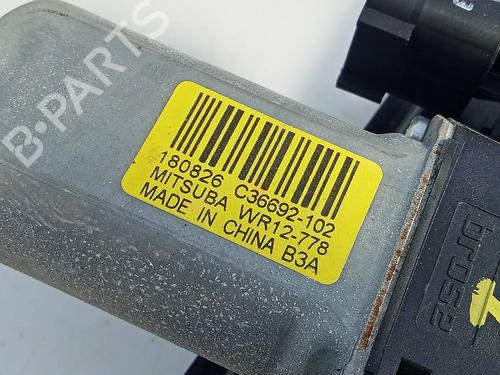 B-PARTS
180826 C36692-102
MITSUBA WR12-778
MADE IN CHINA B3A
brose